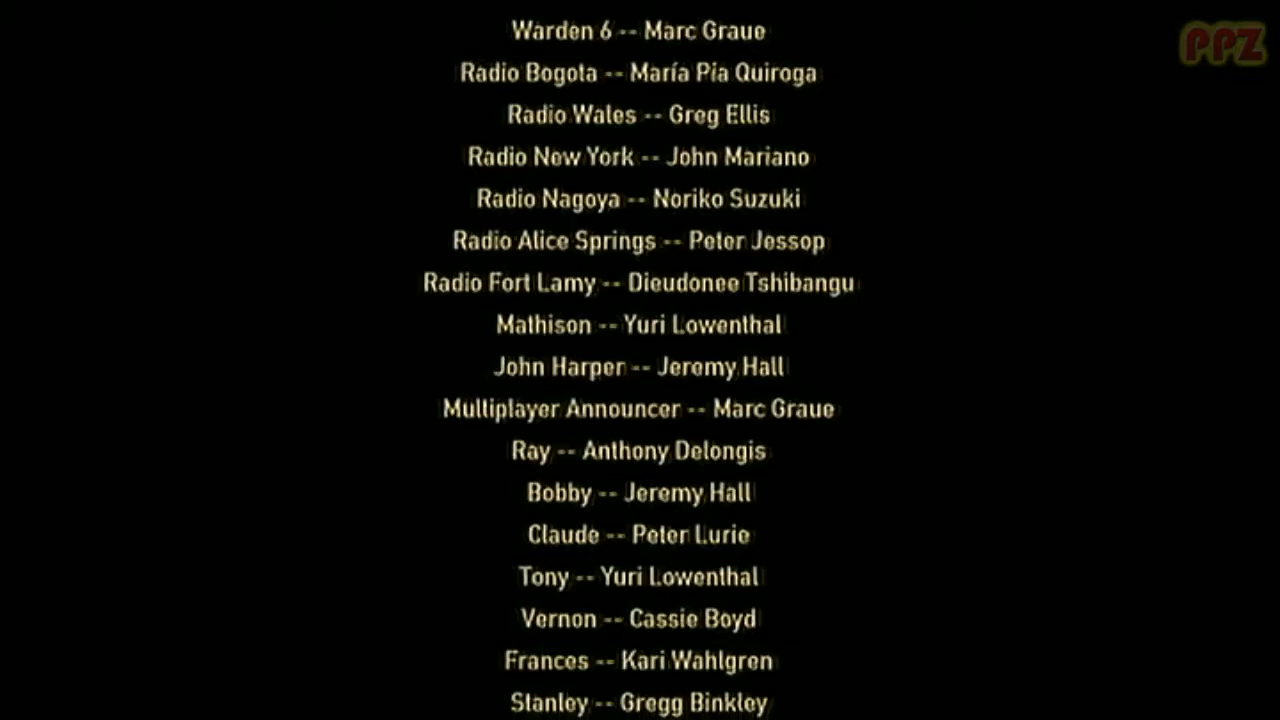 Warden 6 -- Marc Graue
PPZ
Radio Bogota -- María Pía Quiroga
Radio Wales -- Greg Ellis
Radio New York -- John Mariano
Radio Nagoya -- Noriko Suzuki
Radio Alice Springs -- Peter Jessop
Radio Fort Lamy -- Dieudonee Tshibangu
Mathison -- Yuri Lowenthal
John Harper -- Jeremy Hall
Multiplayer Announcer -- Marc Graue
Ray -- Anthony Delongis
Bobby -- Jeremy Hall
Claude -- Peter Lurie
Tony -- Yuri Lowenthal
Vernon -- Cassie Boyd
Frances -- Kari Wahlgren
Stanley -- Gregg Binkley